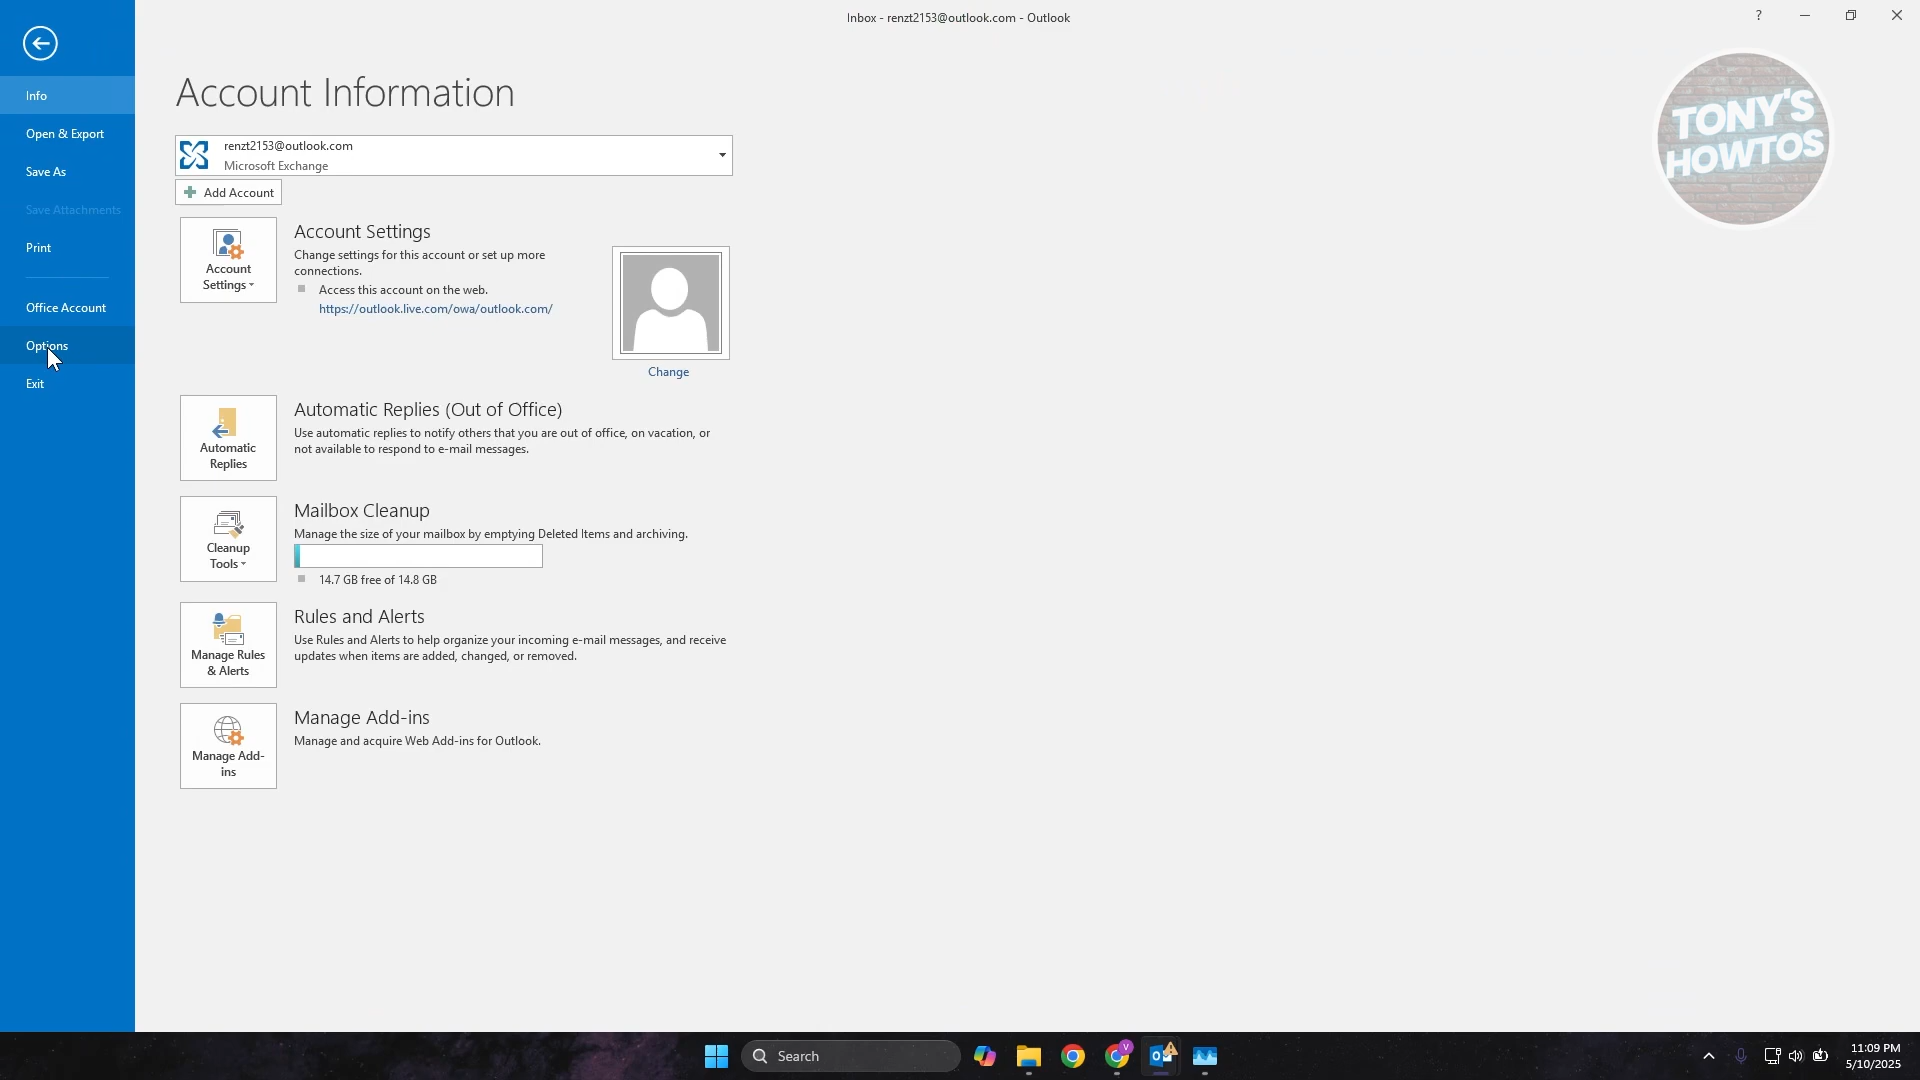 Inbox - renzt2153@outlook.com - Outlook
?
Info
Open & Export
Save As
Save Attachments
Print
Office Account
Options
Exit
Account Information
renzt2153@outlook.com
Microsoft Exchange
Add Account
Account
Settings
Account Settings
Change settings for this account or set up more
connections.
Access this account on the web.
https://outlook.live.com/owa/outlook.com/
Change
Automatic
Replies
Automatic Replies (Out of Office)
Use automatic replies to notify others that you are out of office, on vacation, or
not available to respond to e-mail messages.
Cleanup
Tools
Mailbox Cleanup
Manage the size of your mailbox by emptying Deleted Items and archiving.
14.7 GB free of 14.8 GB
Manage Rules
& Alerts
Rules and Alerts
Use Rules and Alerts to help organize your incoming e-mail messages, and receive
updates when items are added, changed, or removed.
Manage Add-
ins
Manage Add-ins
Manage and acquire Web Add-ins for Outlook.
TONY'S
HOWTOS
Search
V
11:09 PM
5/10/2025